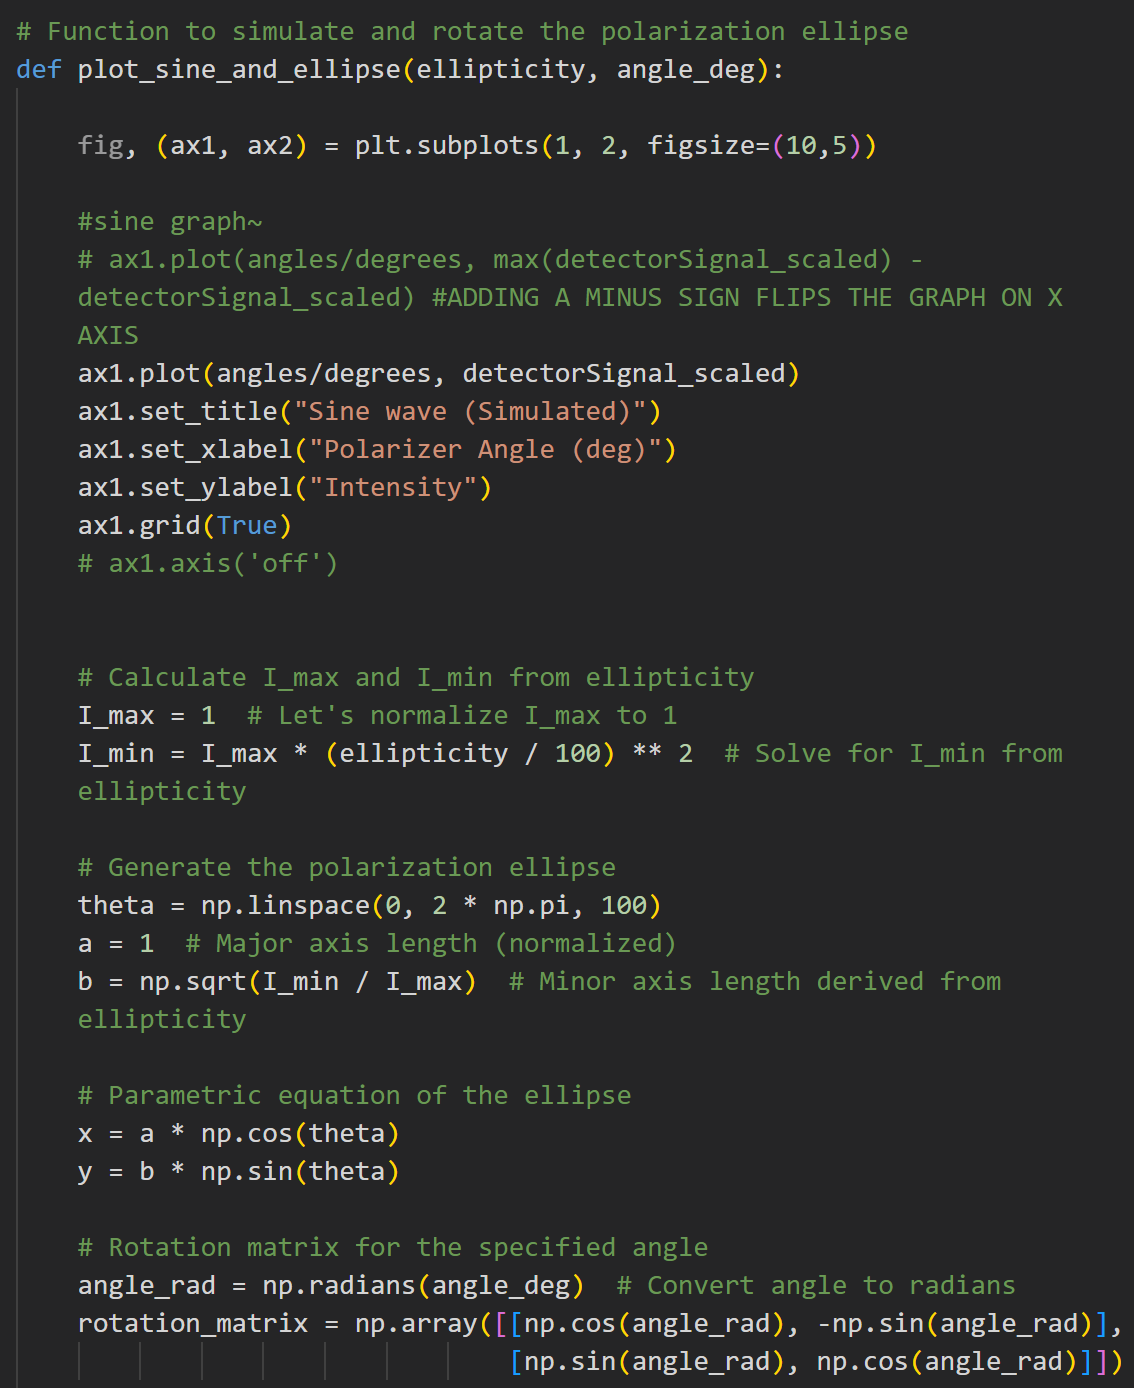 # Function to simulate and rotate the polarization ellipse
def plot_sine_and_ellipse(ellipticity, angle_deg):
fig, (ax1, ax2) = plt.subplots(1, 2, figsize=(10,5))
#sine graph~
# ax1.plot(angles/degrees, max(detectorSignal_scaled) -
detectorSignal_scaled) #ADDING A MINUS SIGN FLIPS THE GRAPH ON X
AXIS
ax1.plot(angles/degrees, detectorSignal_scaled)
ax1.set_title("Sine wave (Simulated)")
ax1.set_xlabel("Polarizer Angle (deg)")
ax1.set_ylabel("Intensity")
ax1.grid(True)
# ax1.axis('off')
# Calculate I_max and I_min from ellipticity
I_max = 1  # Let's normalize I_max to 1
I_min = I_max * (ellipticity / 100) ** 2  # Solve for I_min from
ellipticity
# Generate the polarization ellipse
theta = np.linspace(0, 2 * np.pi, 100)
a = 1  # Major axis length (normalized)
b = np.sqrt(I_min / I_max)  # Minor axis length derived from
ellipticity
# Parametric equation of the ellipse
x = a * np.cos(theta)
y = b * np.sin(theta)
# Rotation matrix for the specified angle
angle_rad = np.radians(angle_deg)  # Convert angle to radians
rotation_matrix = np.array([[np.cos(angle_rad), -np.sin(angle_rad)],
[np.sin(angle_rad), np.cos(angle_rad)]])